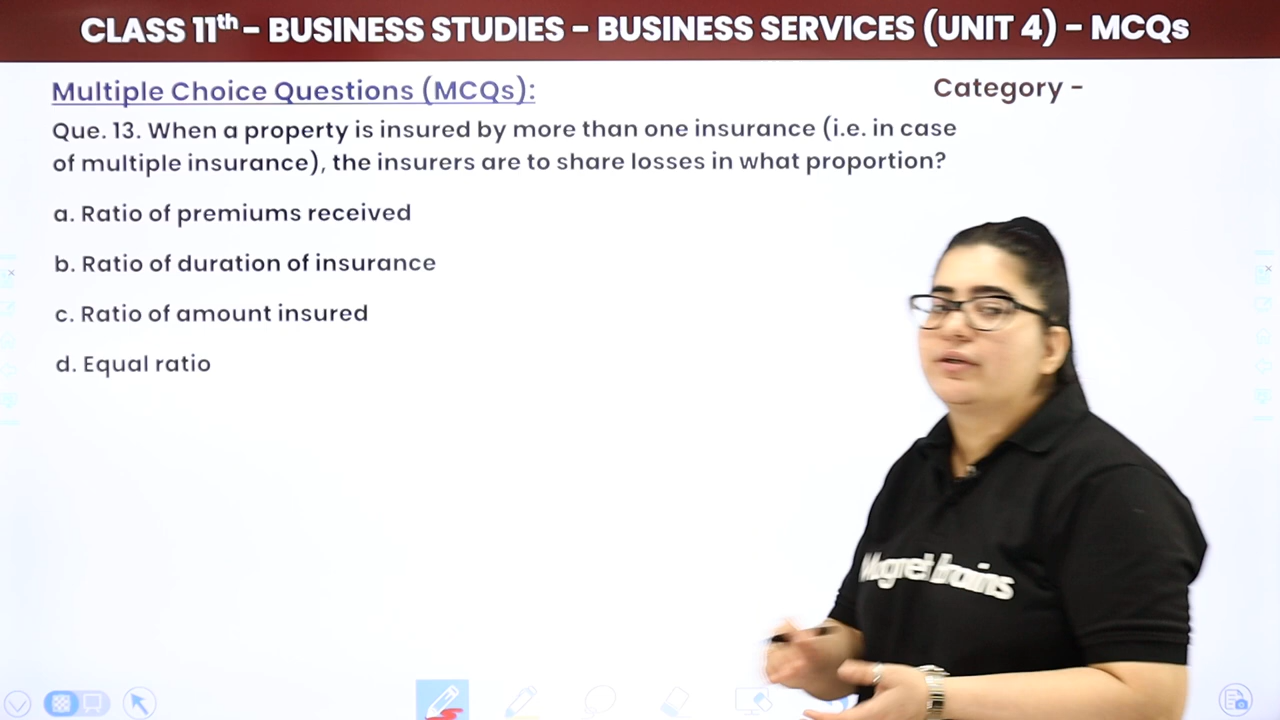 CLASS 11th - BUSINESS STUDIES - BUSINESS SERVICES (UNIT 4) - MCQs
Multiple Choice Questions (MCQs):
Category -
Que. 13. When a property is insured by more than one insurance (i.e. in case
of multiple insurance), the insurers are to share losses in what proportion?
a. Ratio of premiums received
b. Ratio of duration of insurance
c. Ratio of amount insured
d. Equal ratio
Magnet Brains